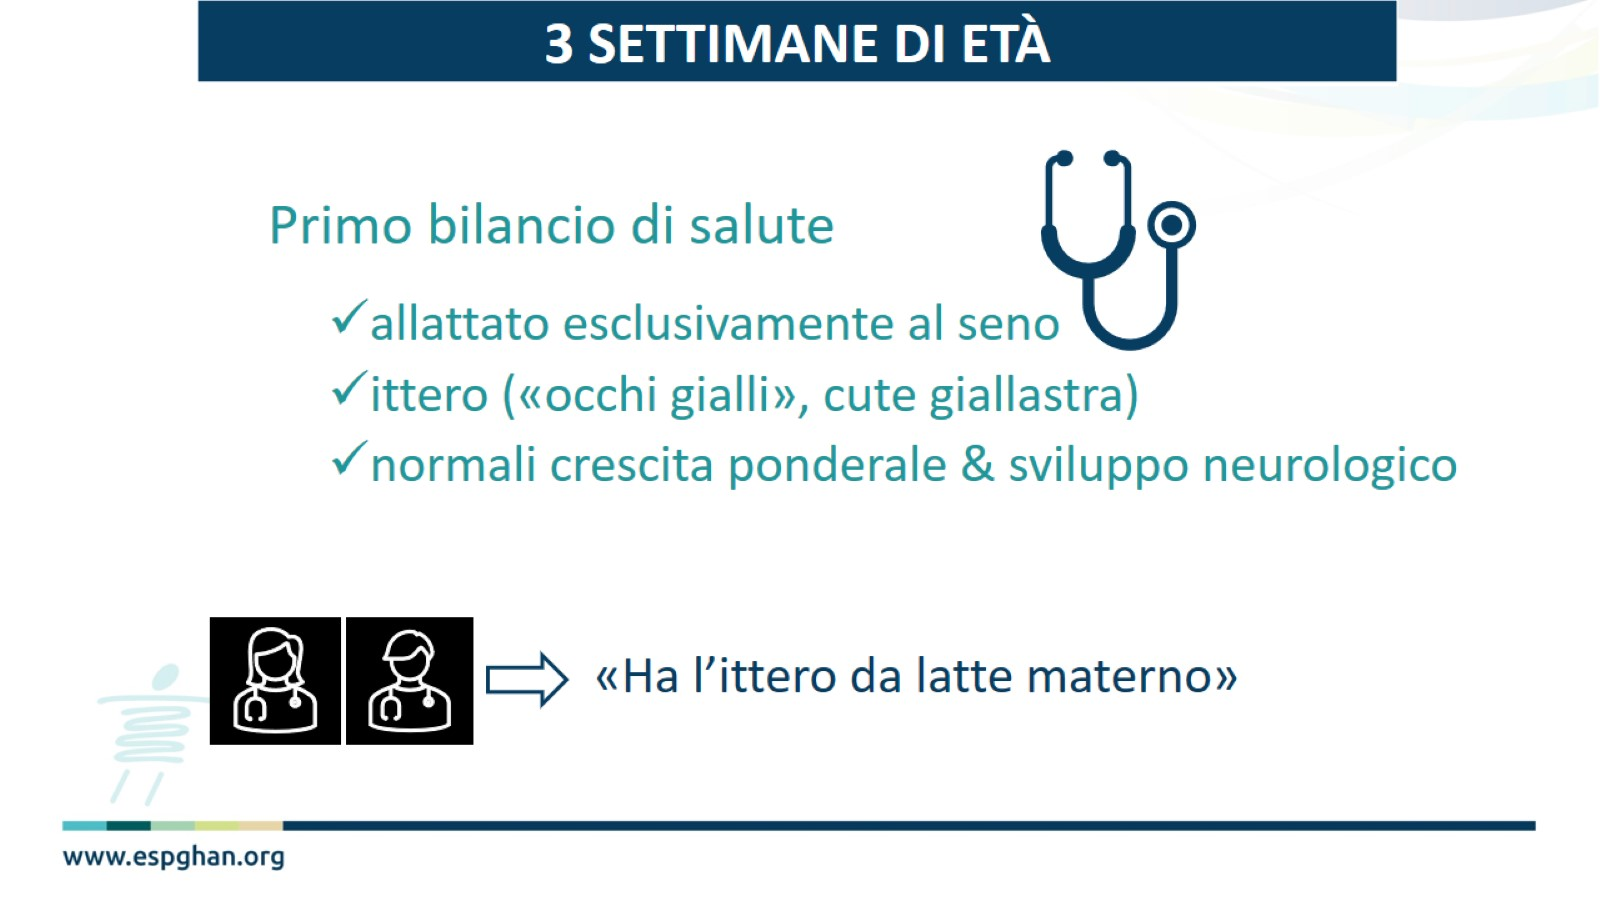 3 SETTIMANE DI ETÀ
Primo bilancio di salute
✓allattato esclusivamente al seno
✓ittero («occhi gialli», cute giallastra)
✓normali crescita ponderale & sviluppo neurologico
«Ha l’ittero da latte materno»
www.espghan.org